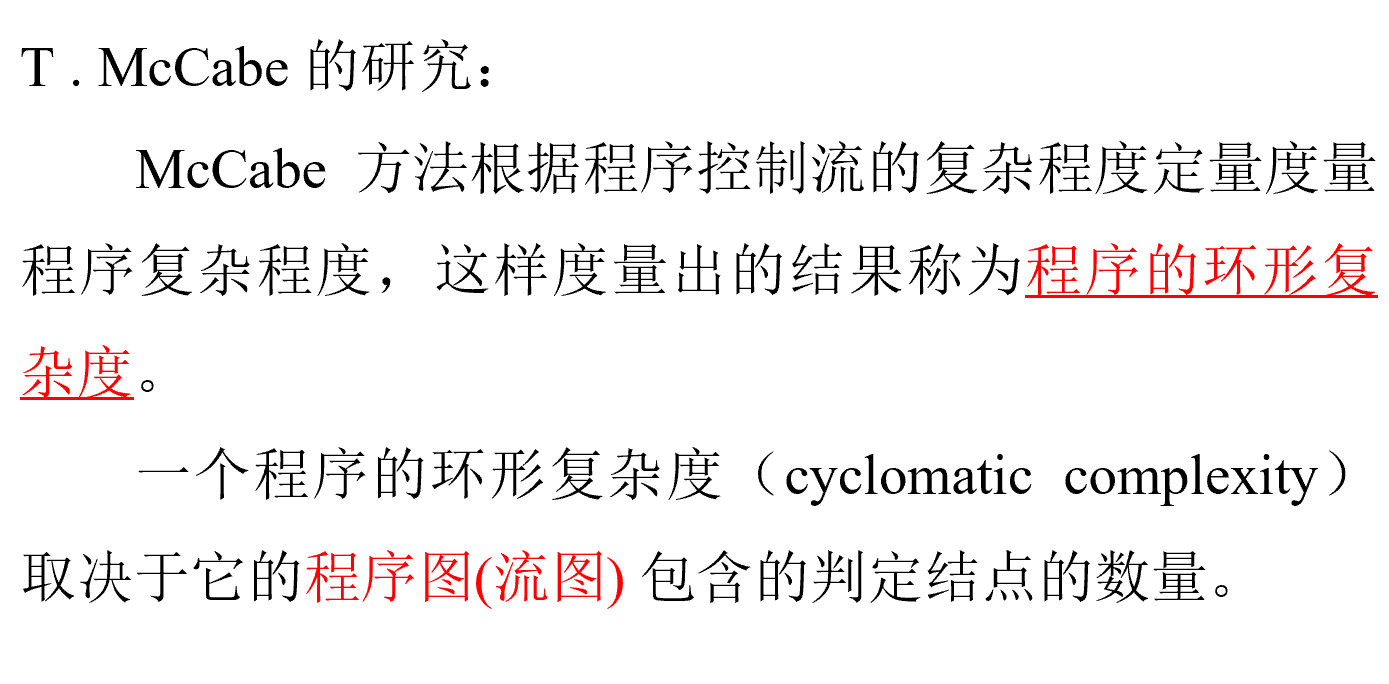 T . McCabe 的研究：
McCabe 方法根据程序控制流的复杂程度定量度量
程序复杂程度，这样度量出的结果称为程序的环形复
杂度。
一个程序的环形复杂度（cyclomatic complexity）
取决于它的程序图(流图) 包含的判定结点的数量。